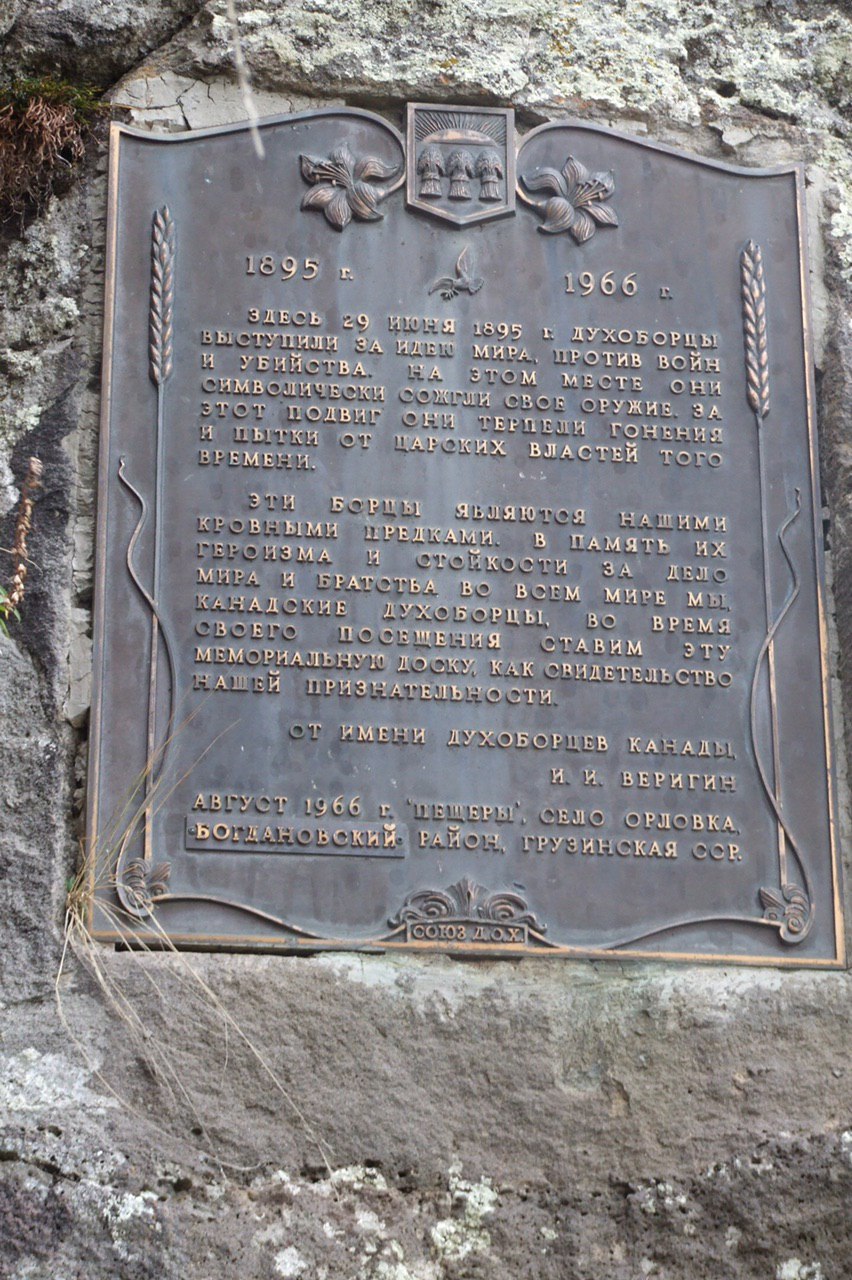 1895 г. 1966 г.
ЗДЕСЬ 29 ИЮНЯ 1895 г. ДУХОБОРЦЫ
ВЫСТУПИЛИ ЗА ИДЕЮ МИРА, ПРОТИВ ВОЙН
И УБИЙСТВА. НА ЭТОМ МЕСТЕ ОНИ
СИМВОЛИЧЕСКИ СОЖГЛИ СВОЕ ОРУЖИЕ. ЗА
ЭТОТ ПОДВИГ ОНИ ТЕРПЕЛИ ГОНЕНИЯ
И ПЫТКИ ОТ ЦАРСКИХ ВЛАСТЕЙ ТОГО
ВРЕМЕНИ.
ЭТИ БОРЦЫ ЯВЛЯЮТСЯ НАШИМИ
КРОВНЫМИ ПРЕДКАМИ. В ПАМЯТЬ ИХ
ГЕРОИЗМА И СТОЙКОСТИ ЗА ДЕЛО
МИРА И БРАТСТВА ВО ВСЕМ МИРЕ МЫ,
КАНАДСКИЕ ДУХОБОРЦЫ, ВО ВРЕМЯ
СВОЕГО ПОСЕЩЕНИЯ СТАВИМ ЭТУ
МЕМОРИАЛЬНУЮ ДОСКУ, КАК СВИДЕТЕЛЬСТВО
НАШЕЙ ПРИЗНАТЕЛЬНОСТИ.
ОТ ИМЕНИ ДУХОБОРЦЕВ КАНАДЫ,
И. И. ВЕРИГИН
АВГУСТ 1966 г. 'ПЕЩЕРЫ', СЕЛО ОРЛОВКА,
БОГДАНОВСКИЙ РАЙОН, ГРУЗИНСКАЯ ССР.
СОЮЗ Д.О.Х.